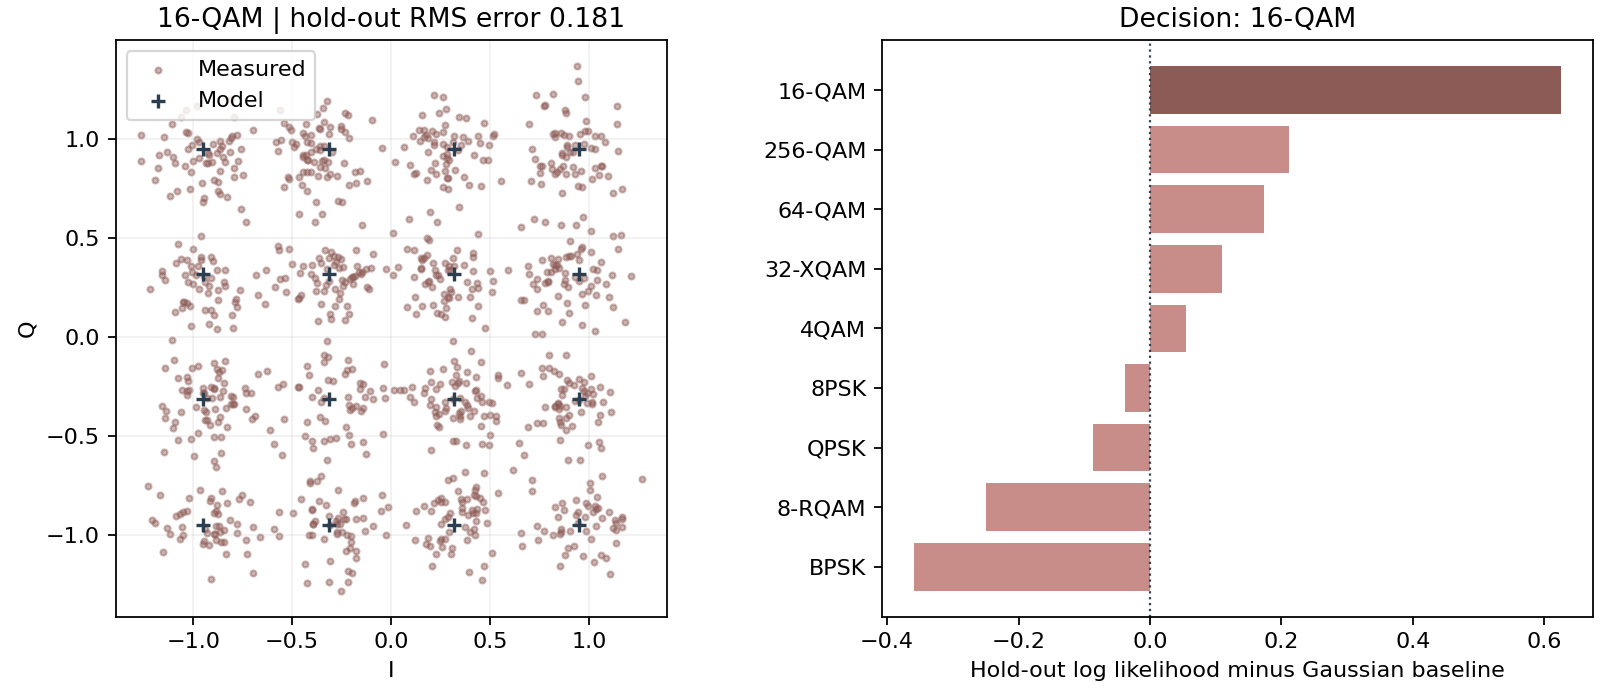 16-QAM | hold-out RMS error 0.181
Measured
Model
1.0
0.5
0.0
−0.5
−1.0
Q
−1.0
−0.5
0.0
0.5
1.0
I
Decision: 16-QAM
16-QAM
256-QAM
64-QAM
32-XQAM
4QAM
8PSK
QPSK
8-RQAM
BPSK
−0.4
−0.2
0.0
0.2
0.4
0.6
Hold-out log likelihood minus Gaussian baseline